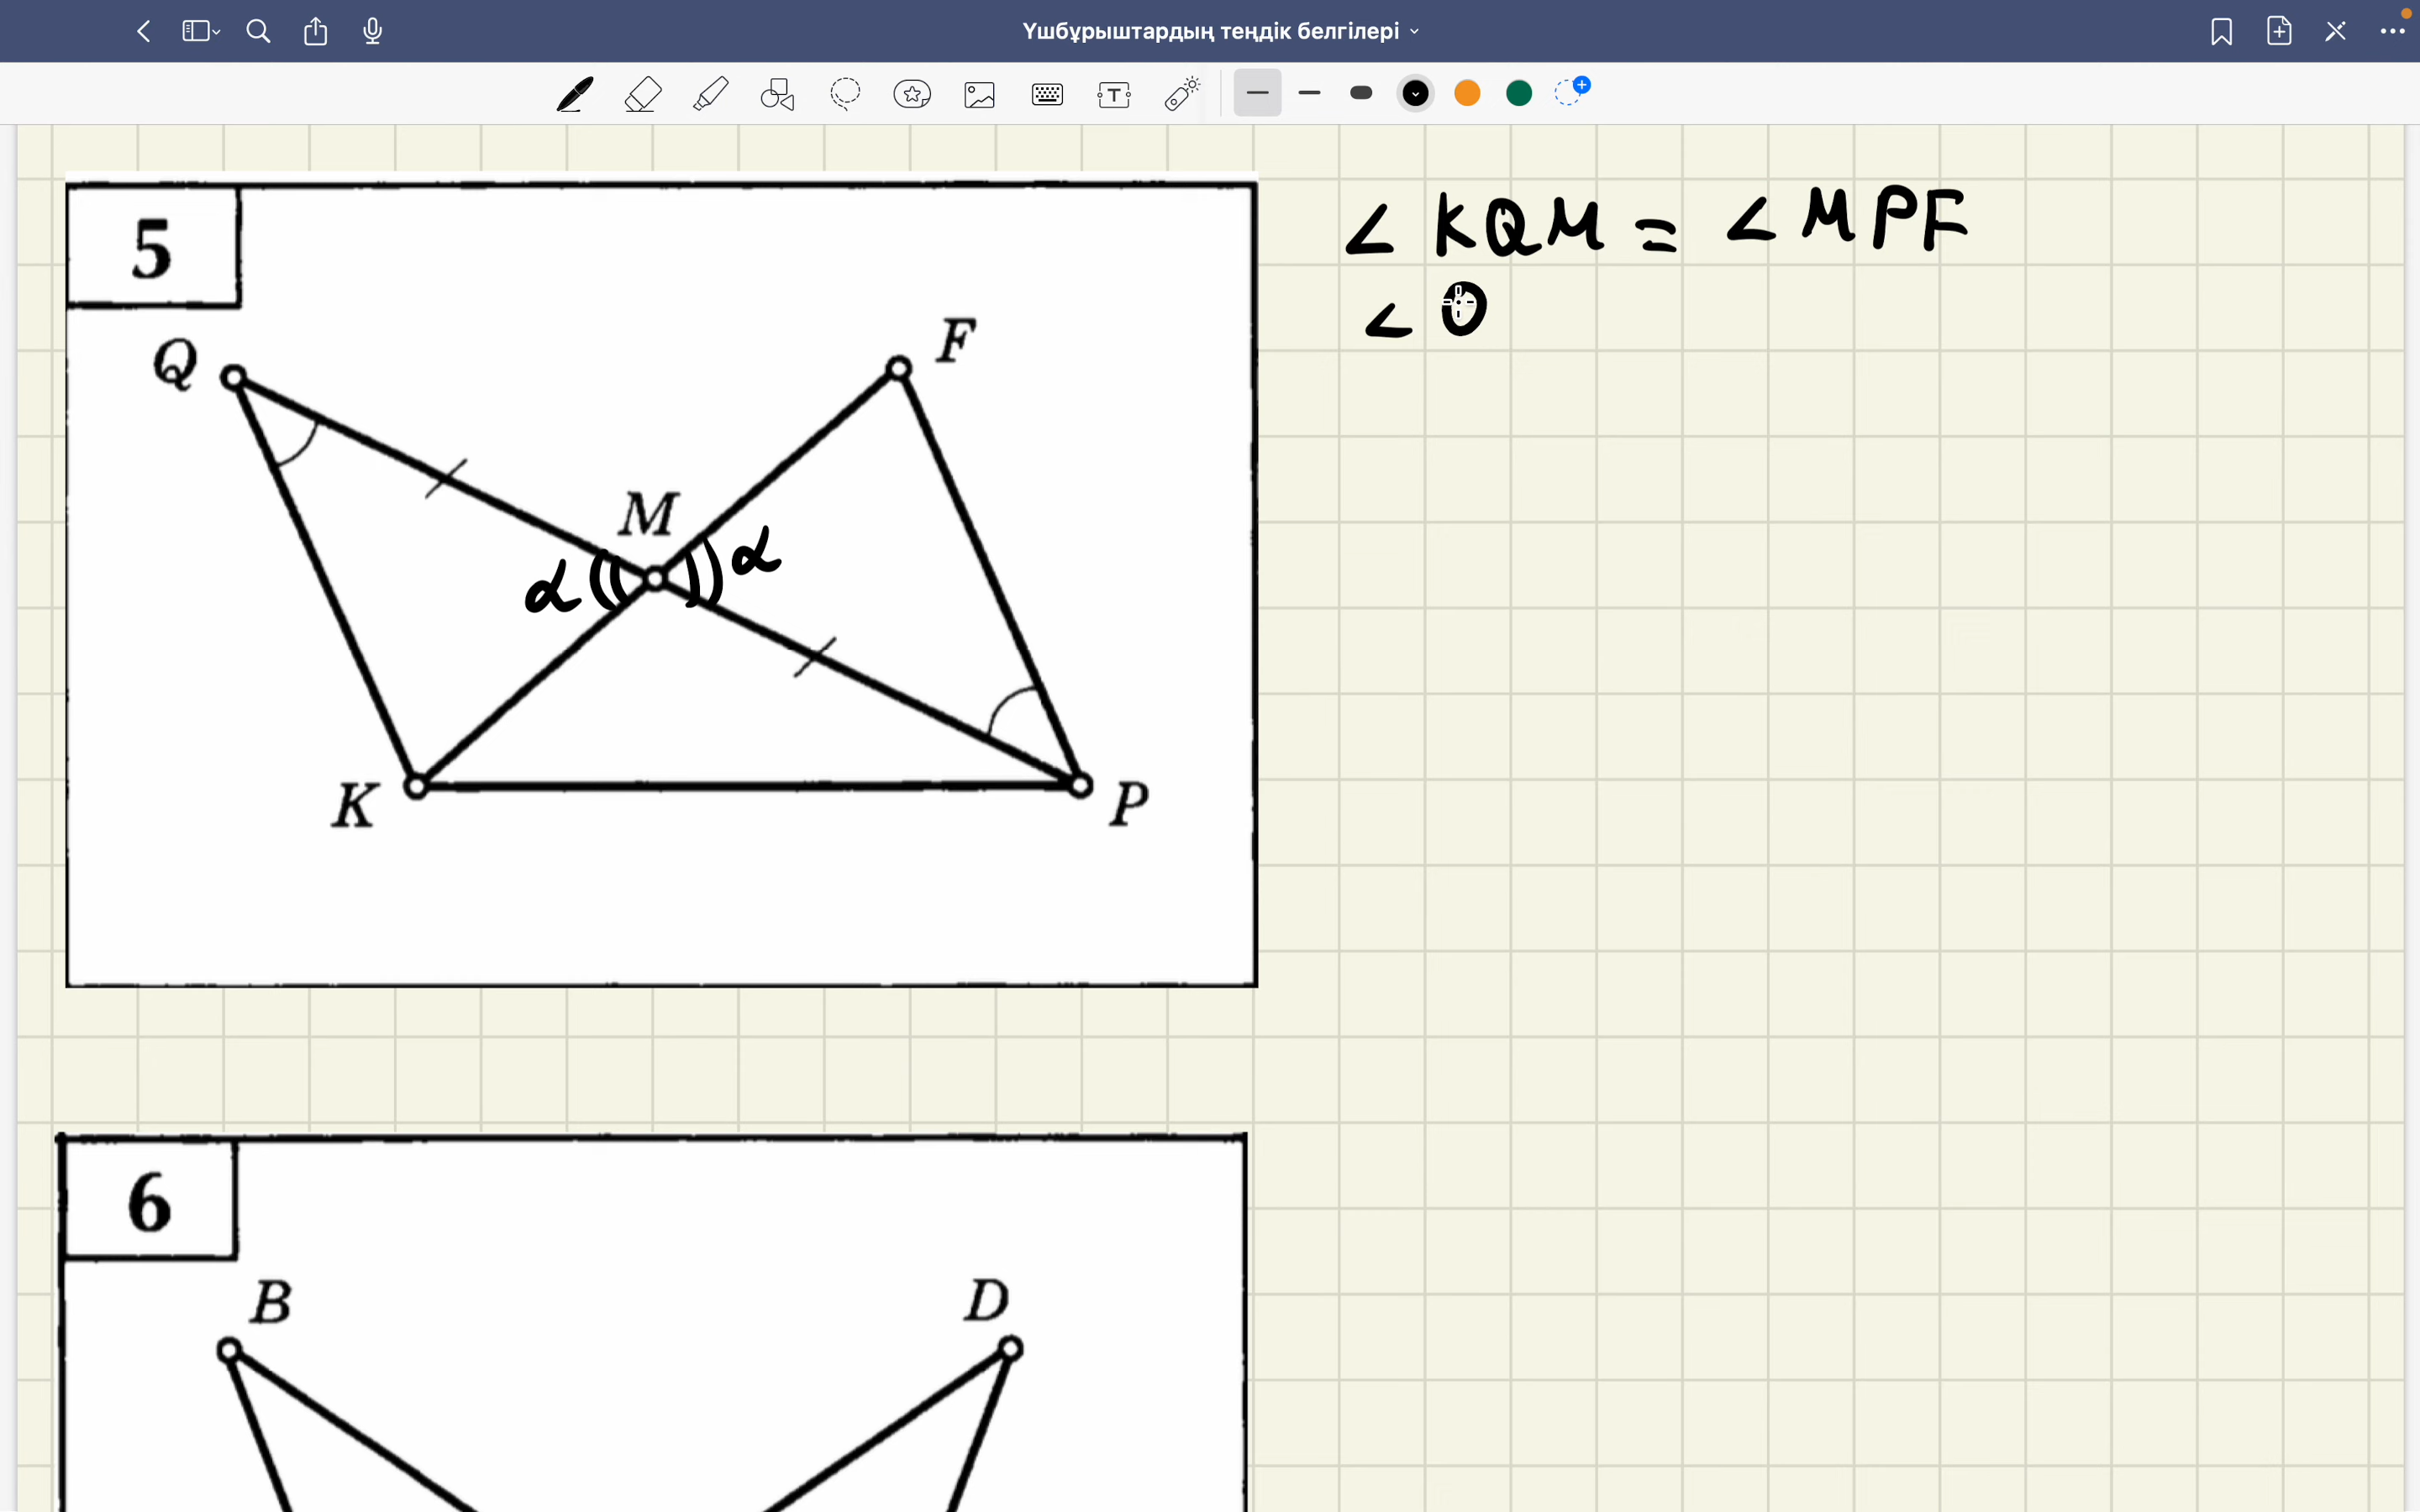 Үшбұрыштардың теңдік белгілері
T
5
∠ KQM = ∠ MPF
∠ Q
Q
F
M
α
α
K
P
6
B
D